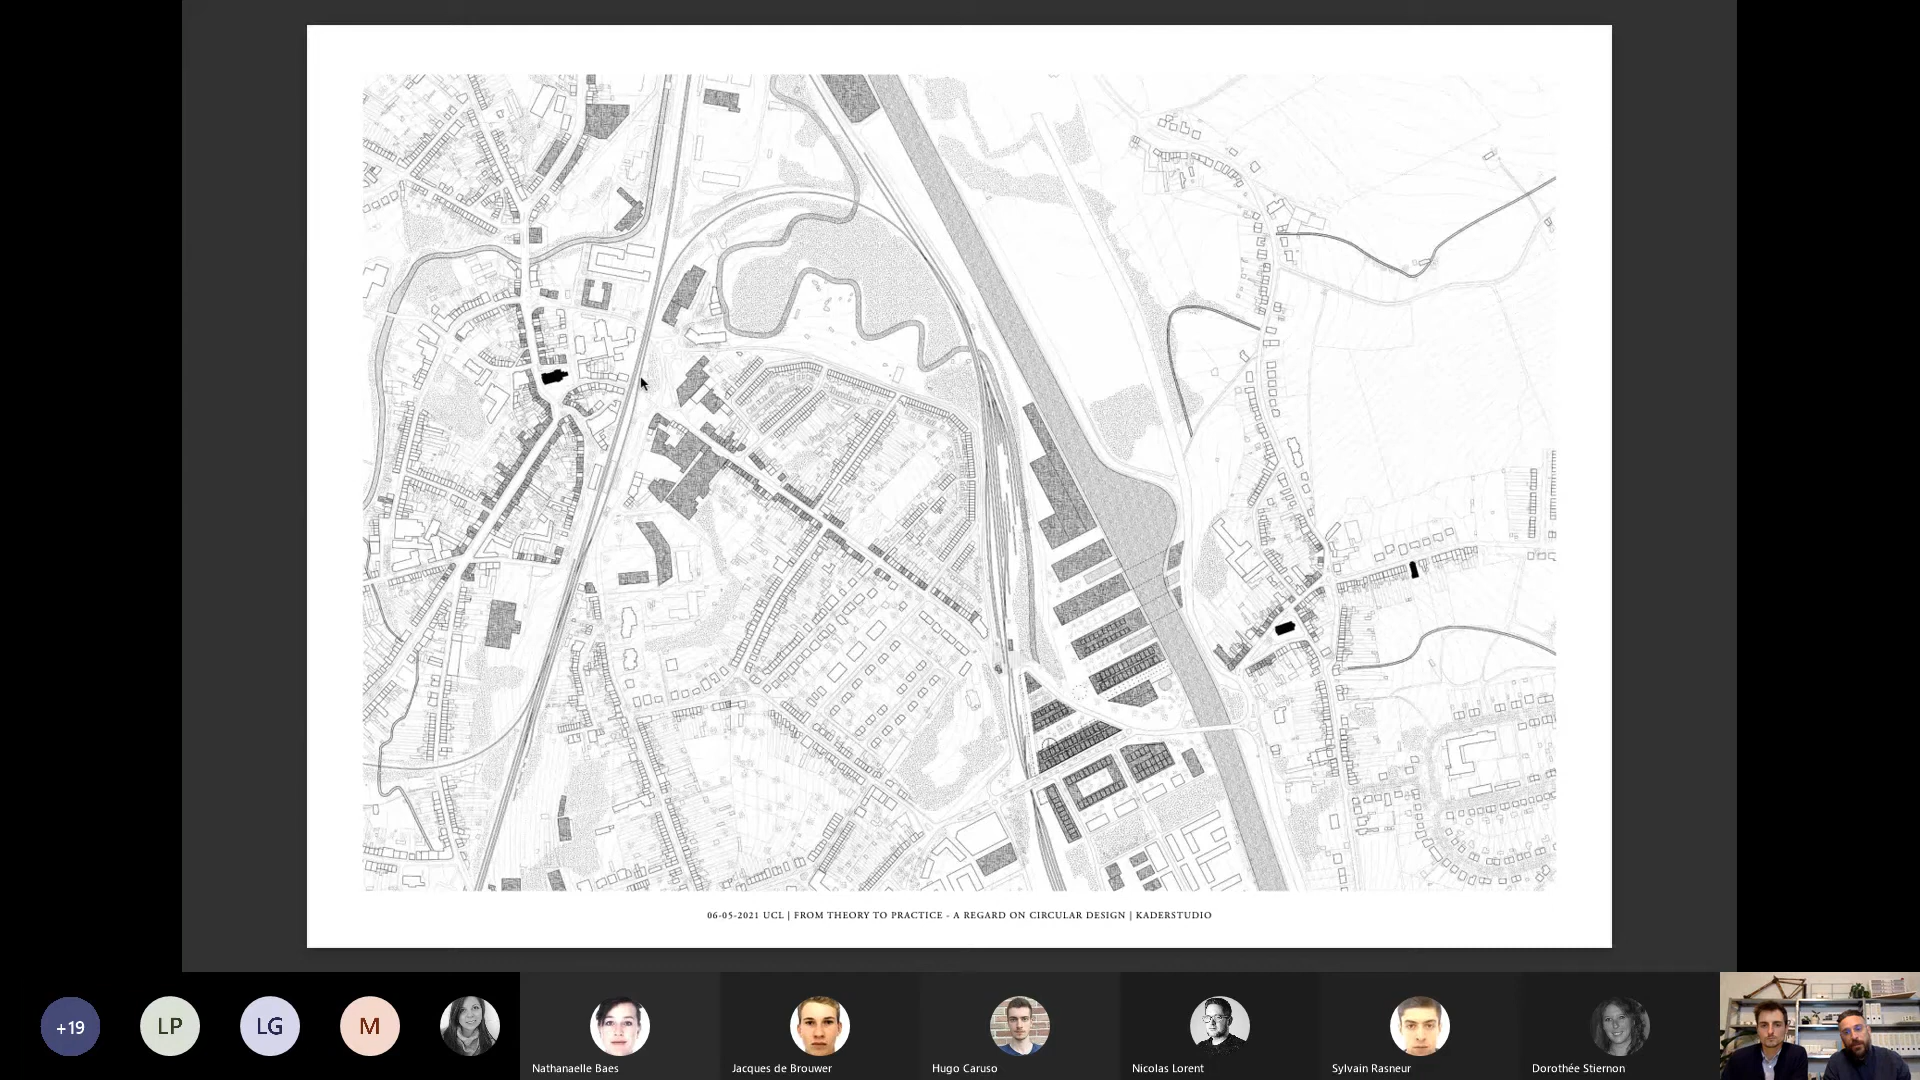 06-05-2021 UCL | FROM THEORY TO PRACTICE - A REGARD ON CIRCULAR DESIGN | KADERSTUDIO
+19
LP
LG
M
Nathanaelle Baes
Jacques de Brouwer
Hugo Caruso
Nicolas Lorent
Sylvain Rasneur
Dorothée Stiernon